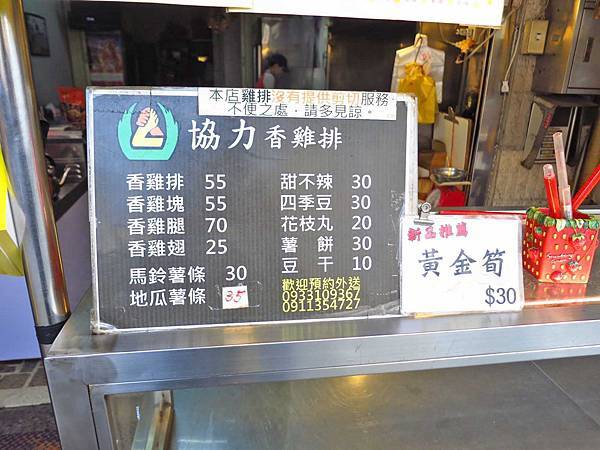 本店雞排沒有提供剪切服務
不便之處,請多見諒。
協力香雞排
香雞排 55
香雞塊 55
香雞腿 70
香雞翅 25
馬鈴薯條 30
地瓜薯條 35
甜不辣 30
四季豆 30
花枝丸 20
薯餅 30
豆干 10
歡迎預約外送
0933109367
0911354727
新品推薦
黃金筍
$30